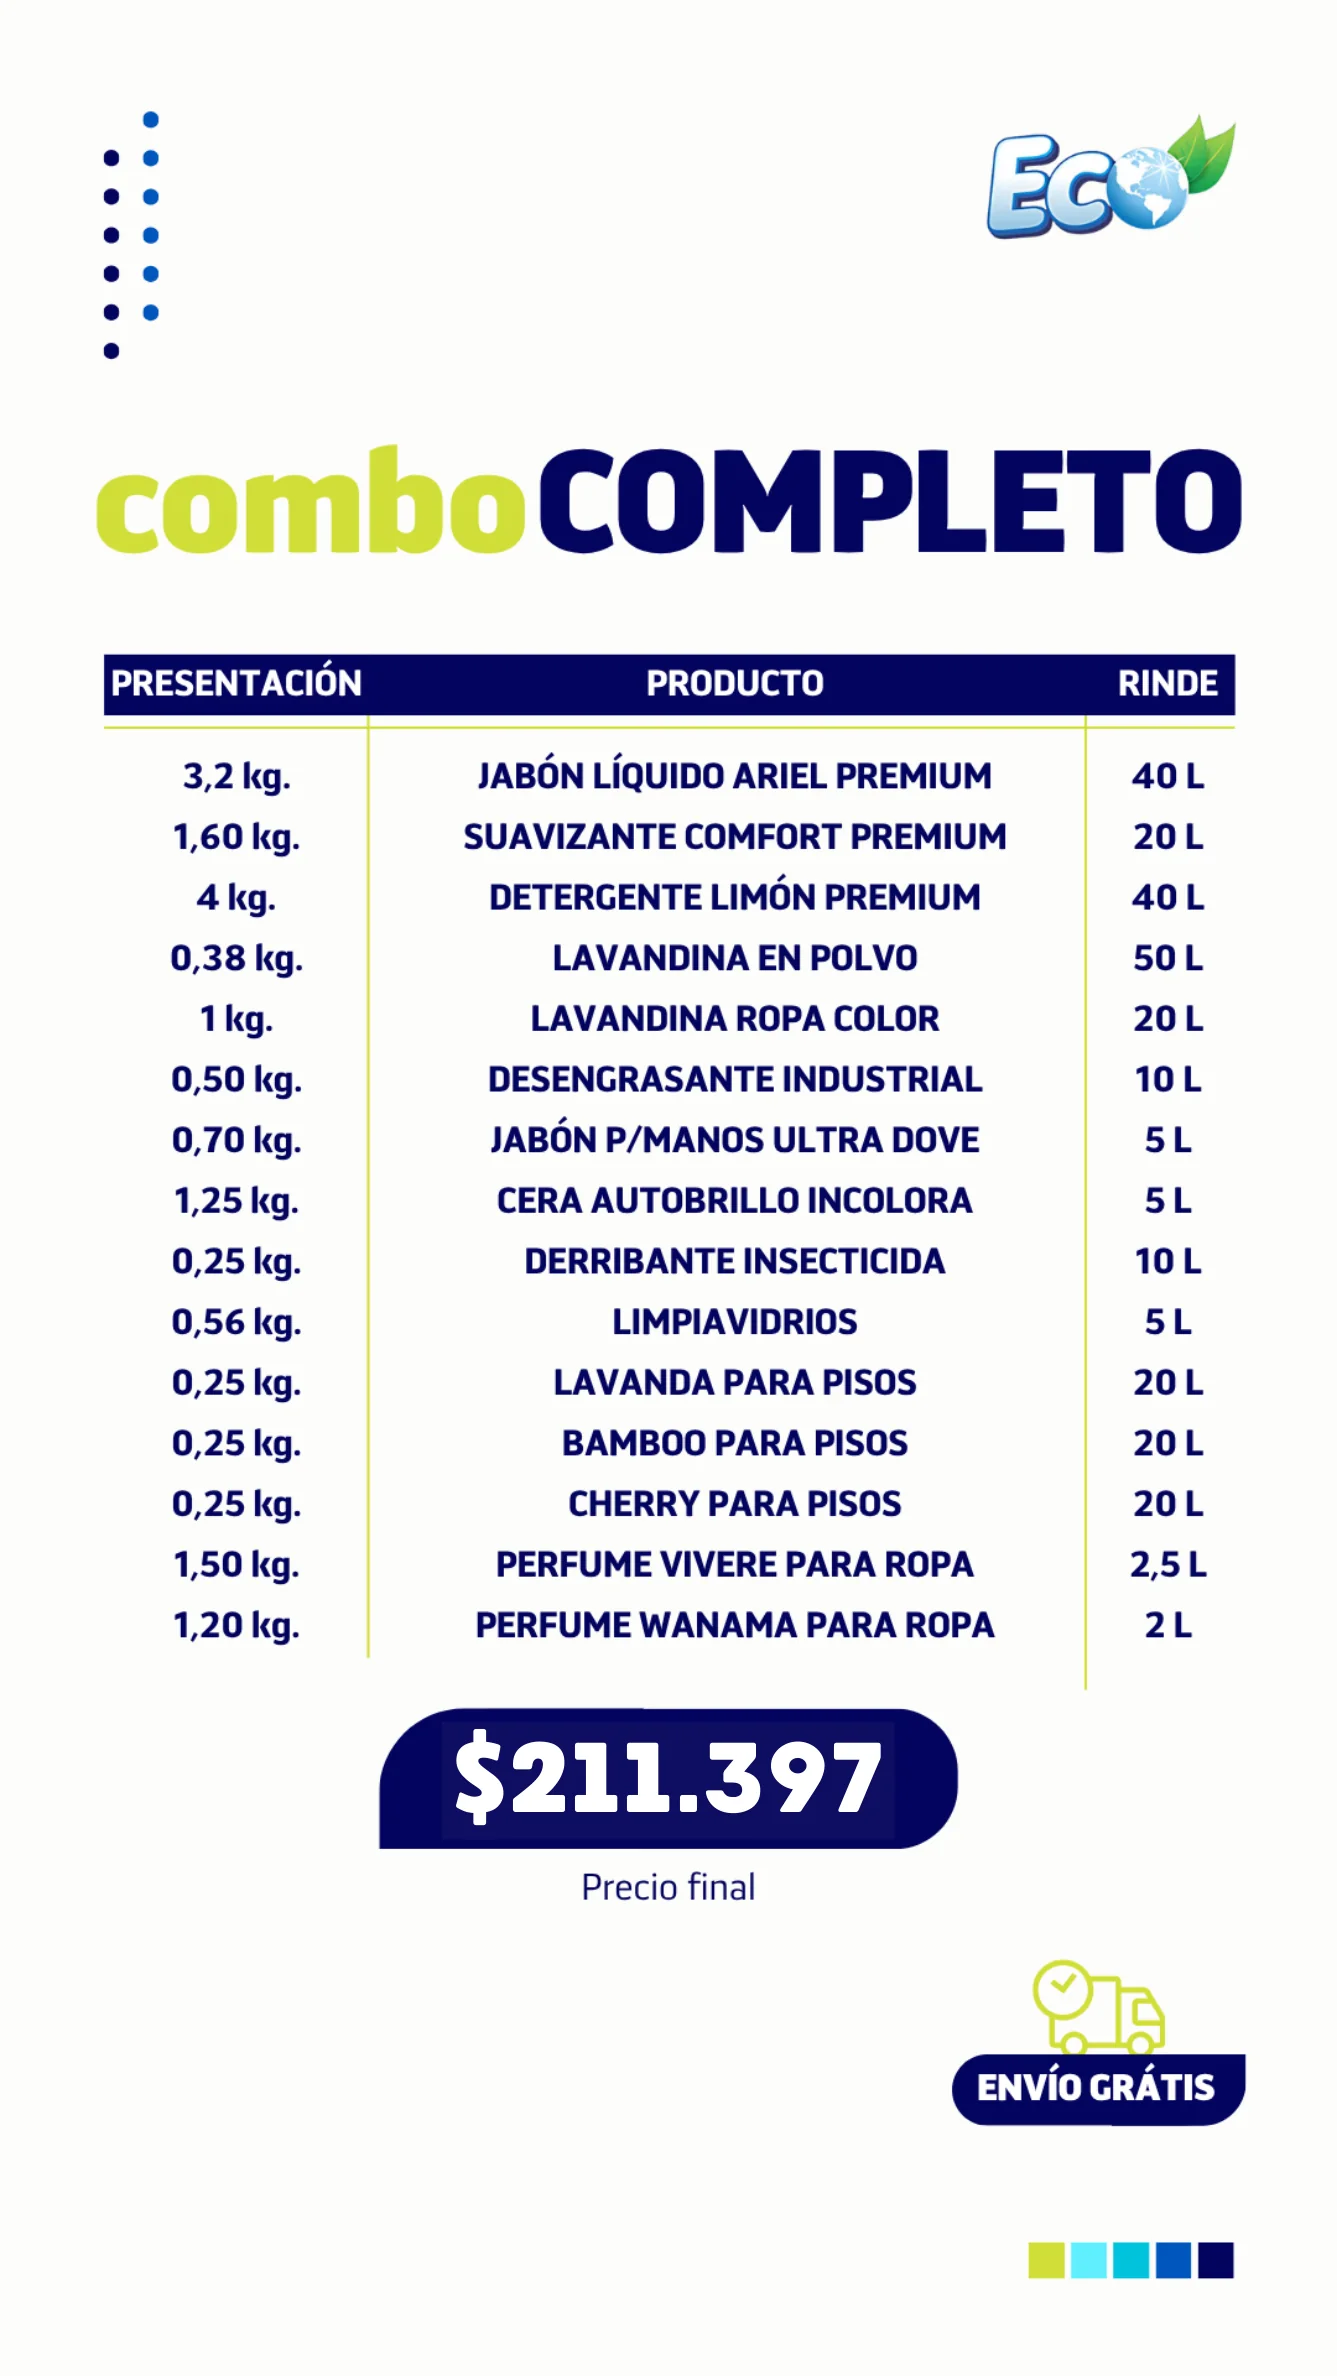 Eco
combo COMPLETO
PRESENTACIÓN PRODUCTO RINDE
3,2 kg. JABÓN LÍQUIDO ARIEL PREMIUM 40 L
1,60 kg. SUAVIZANTE COMFORT PREMIUM 20 L
4 kg. DETERGENTE LIMÓN PREMIUM 40 L
0,38 kg. LAVANDINA EN POLVO 50 L
1 kg. LAVANDINA ROPA COLOR 20 L
0,50 kg. DESENGRASANTE INDUSTRIAL 10 L
0,70 kg. JABÓN P/MANOS ULTRA DOVE 5 L
1,25 kg. CERA AUTOBRILLO INCOLORA 5 L
0,25 kg. DERRIBANTE INSECTICIDA 10 L
0,56 kg. LIMPIAVIDRIOS 5 L
0,25 kg. LAVANDA PARA PISOS 20 L
0,25 kg. BAMBOO PARA PISOS 20 L
0,25 kg. CHERRY PARA PISOS 20 L
1,50 kg. PERFUME VIVERE PARA ROPA 2,5 L
1,20 kg. PERFUME WANAMA PARA ROPA 2 L
$211.397
Precio final
ENVÍO GRÁTIS